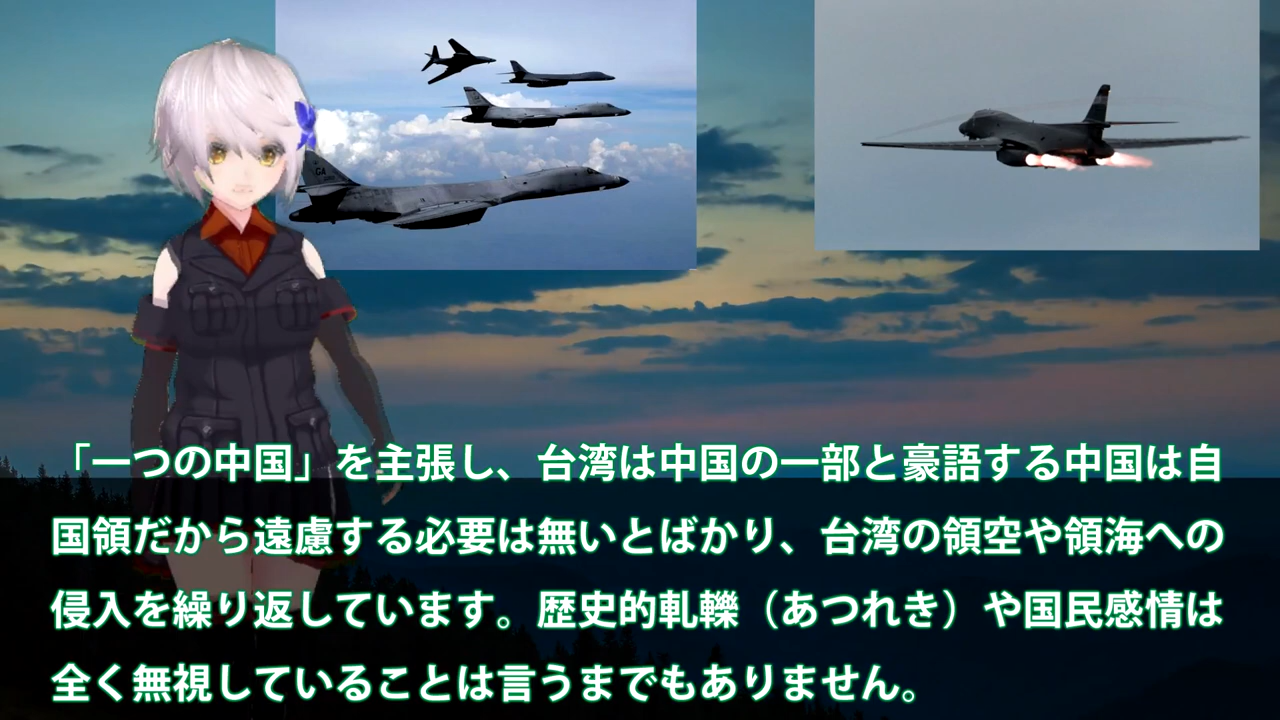 GA
「一つの中国」を主張し、台湾は中国の一部と豪語する中国は自
国領だから遠慮する必要は無いとばかり、台湾の領空や領海への
侵入を繰り返しています。歴史的軋轢（あつれき）や国民感情は
全く無視していることは言うまでもありません。